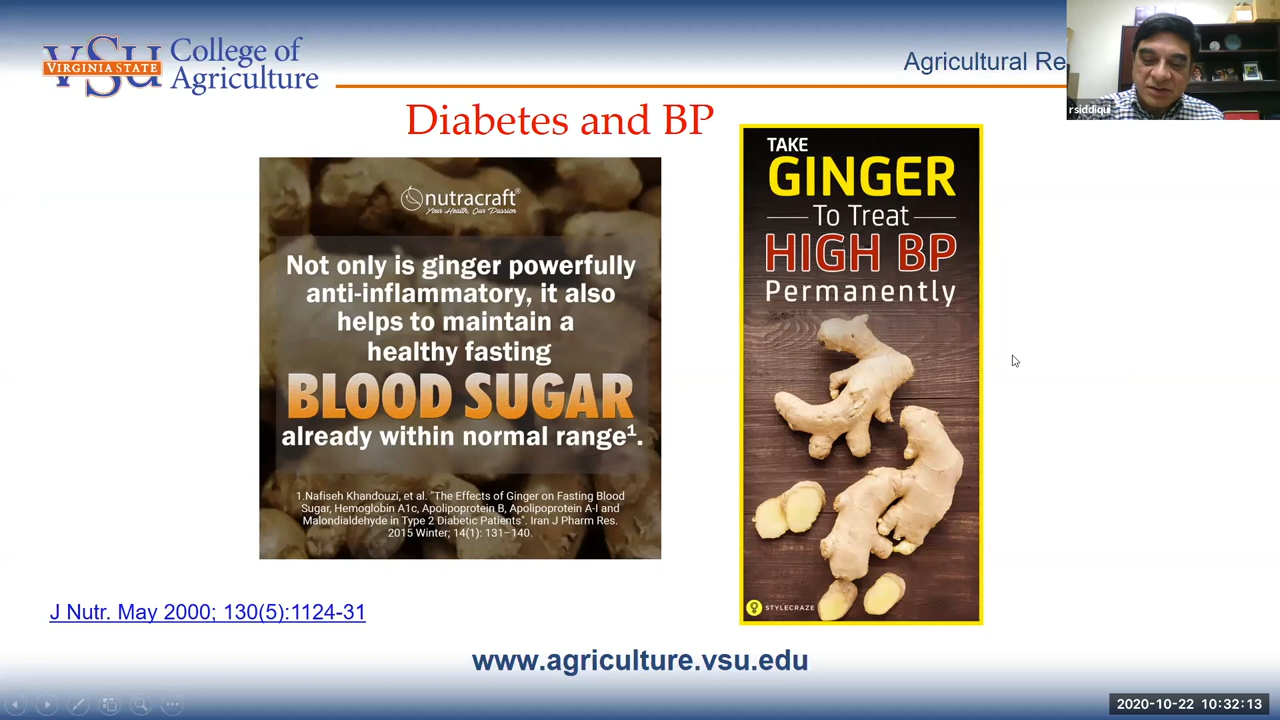 VSU
VIRGINIA STATE
College of
Agriculture
Agricultural Re
rsiddiqui
Diabetes and BP
nutracraft®
Your Health, Our Passion
Not only is ginger powerfully
anti-inflammatory, it also
helps to maintain a
healthy fasting
BLOOD SUGAR
already within normal range¹.
1.Nafiseh Khandouzi, et al. "The Effects of Ginger on Fasting Blood
Sugar, Hemoglobin A1c, Apolipoprotein B, Apolipoprotein A-I and
Malondialdehyde in Type 2 Diabetic Patients". Iran J Pharm Res.
2015 Winter; 14(1): 131–140.
TAKE
GINGER
To Treat
HIGH BP
Permanently
STYLECRAZE
J Nutr. May 2000; 130(5):1124-31
www.agriculture.vsu.edu
2020-10-22 10:32:13